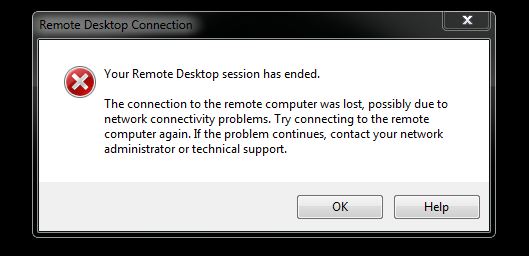 Remote Desktop Connection
Your Remote Desktop session has ended.
The connection to the remote computer was lost, possibly due to
network connectivity problems. Try connecting to the remote
computer again. If the problem continues, contact your network
administrator or technical support.
OK
Help